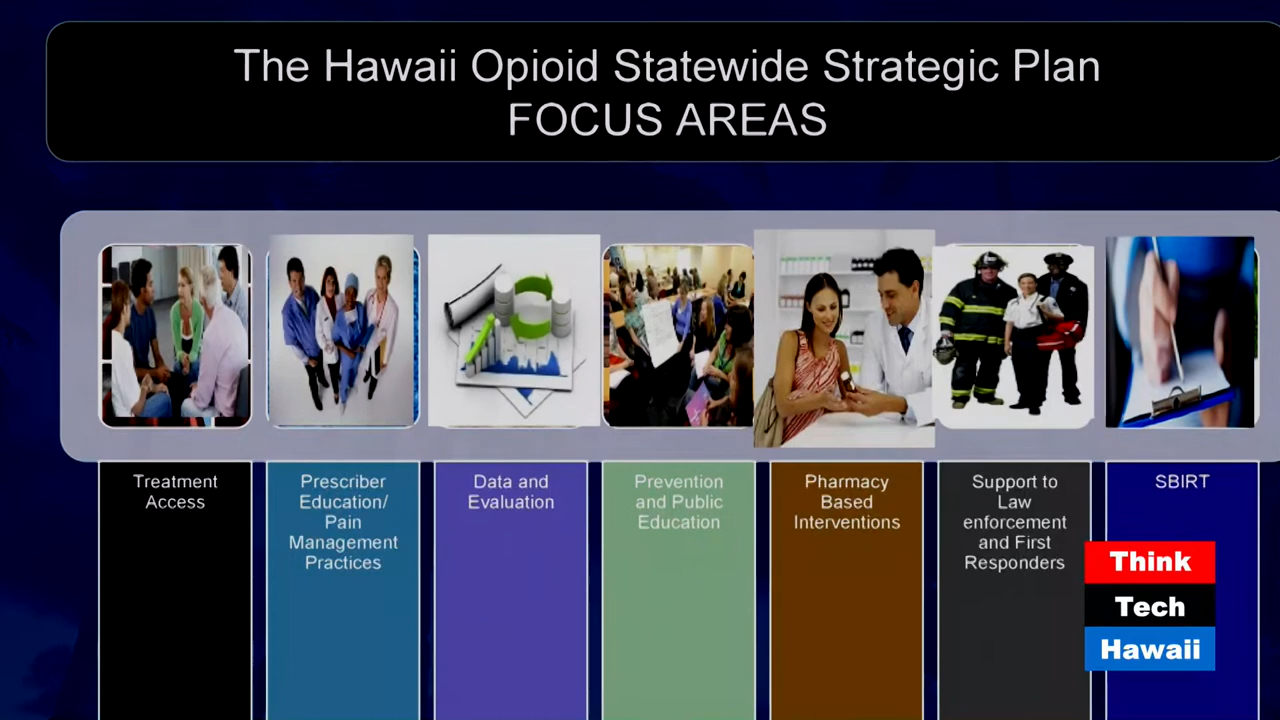 The Hawaii Opioid Statewide Strategic Plan
FOCUS AREAS
Treatment
Access
Prescriber
Education/
Pain
Management
Practices
Data and
Evaluation
Prevention
and Public
Education
Pharmacy
Based
Interventions
Support to
Law
enforcement
and First
Responders
SBIRT
Think
Tech
Hawaii